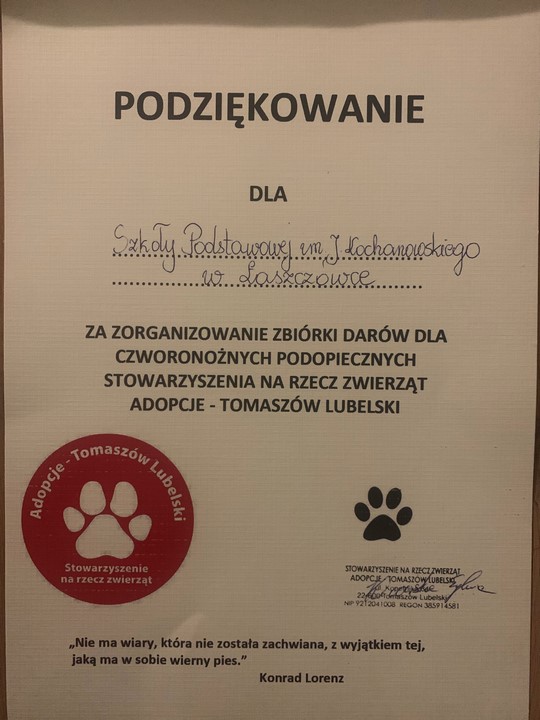 PODZIĘKOWANIE
DLA
Szkoły Podstawowej im. J. Kochanowskiego
w Łaszczówce
ZA ZORGANIZOWANIE ZBIÓRKI DARÓW DLA
CZWORONOŻNYCH PODOPIECZNYCH
STOWARZYSZENIA NA RZECZ ZWIERZĄT
ADOPCJE - TOMASZÓW LUBELSKI
Adopcje - Tomaszów Lubelski
Stowarzyszenie
na rzecz zwierząt
STOWARZYSZENIE NA RZECZ ZWIERZĄT
ADOPCJE - TOMASZÓW LUBELSKI
22-600 Tomaszów Lubelski
NIP 9212041008 REGON 385914581
„Nie ma wiary, która nie została zachwiana, z wyjątkiem tej,
jaką ma w sobie wierny pies.”
Konrad Lorenz